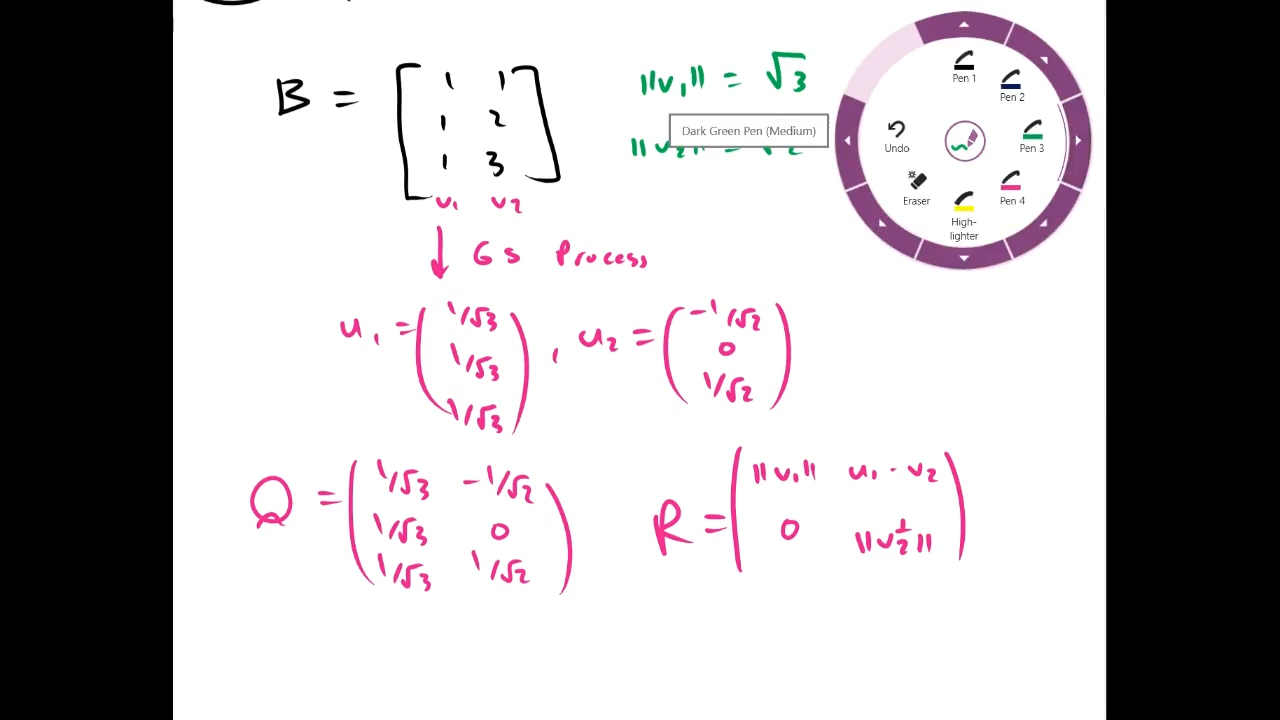 B = [1 1; 1 2; 1 3]
v₁ v₂
||v₁|| = √3
Dark Green Pen (Medium)
Pen 1
Pen 2
Undo
Pen 3
Eraser
Pen 4
High-
lighter
↓ GS Process
u₁ = (1/√3; 1/√3; 1/√3), u₂ = (-1/√2; 0; 1/√2)
Q = (1/√3 -1/√2; 1/√3 0; 1/√3 1/√2)
R = (||v₁|| u₁·v₂; 0 ||v₂^⊥||)